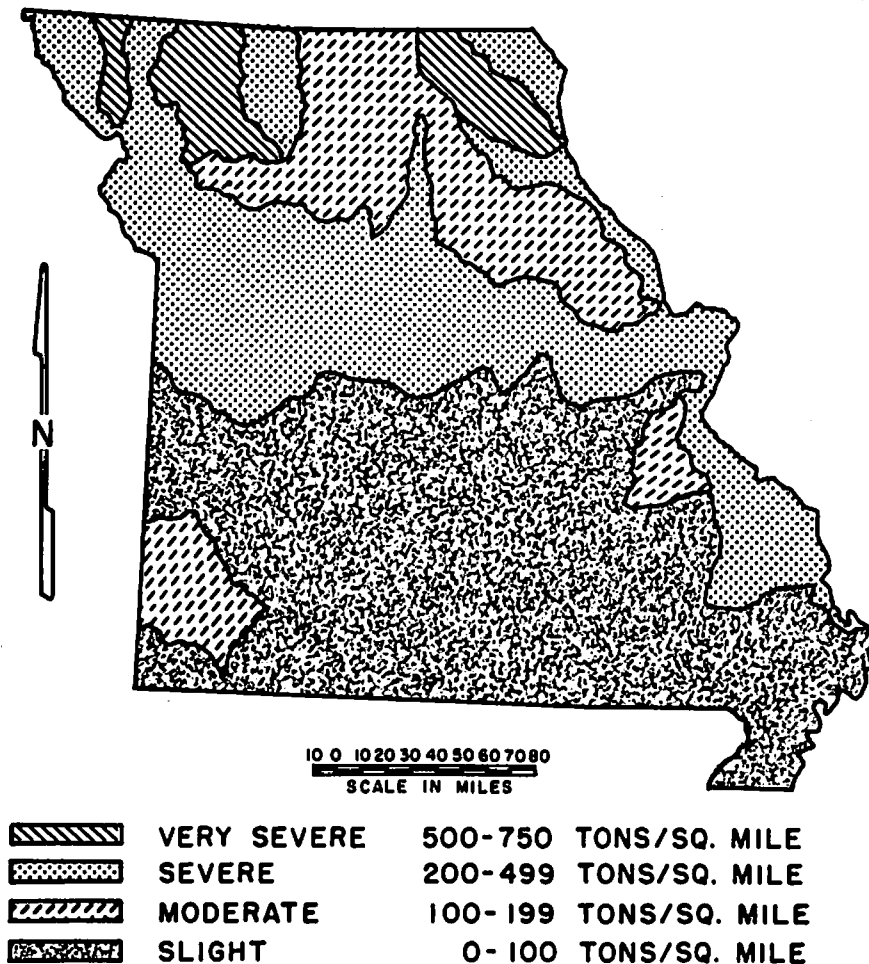 N
10 0 10 20 30 40 50 60 70 80
SCALE IN MILES
VERY SEVERE 500-750 TONS/SQ. MILE
SEVERE 200-499 TONS/SQ. MILE
MODERATE 100-199 TONS/SQ. MILE
SLIGHT 0-100 TONS/SQ. MILE